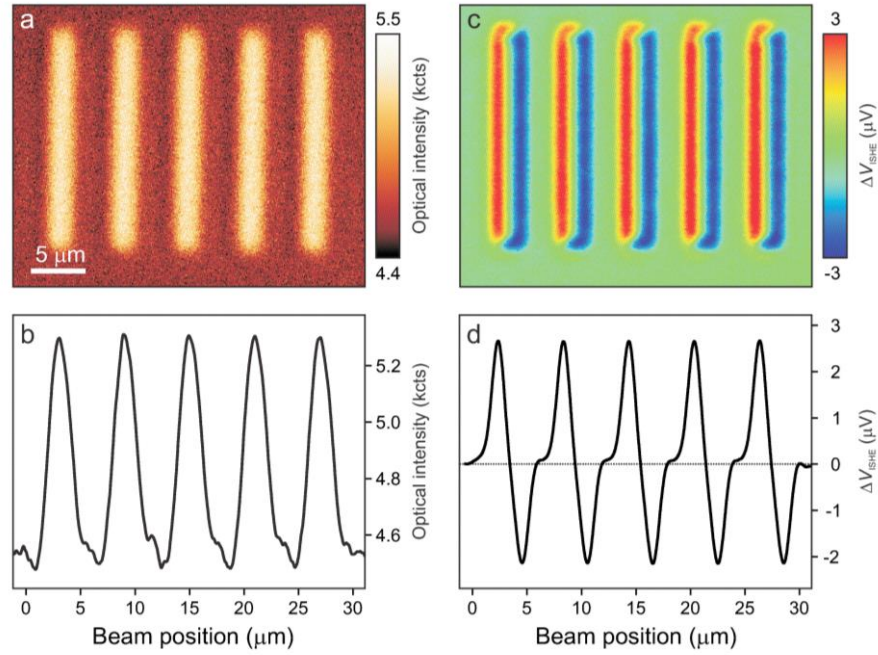 a
5.5
Optical intensity (kcts)
4.4
5 μm
c
3
ΔV_ISHE (μV)
-3
b
5.2
5.0
4.8
4.6
Optical intensity (kcts)
0 5 10 15 20 25 30
Beam position (μm)
d
3
2
1
0
-1
-2
ΔV_ISHE (μV)
0 5 10 15 20 25 30
Beam position (μm)